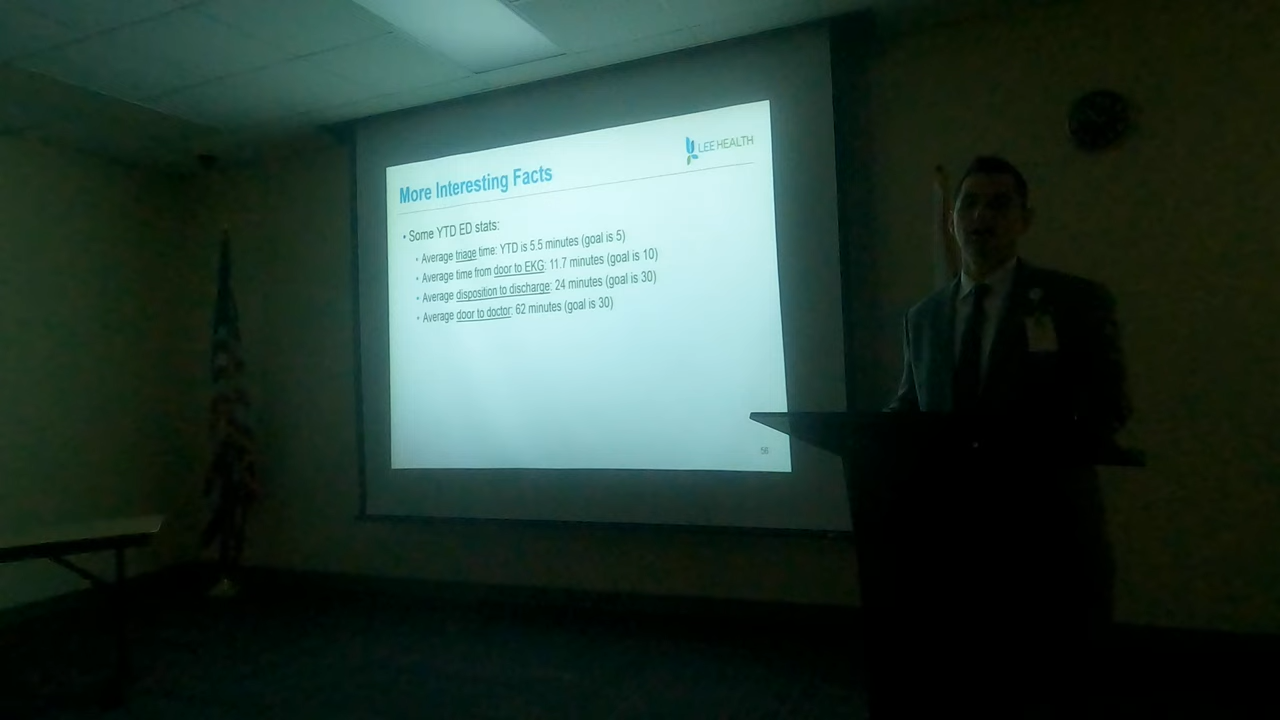 LEE HEALTH
More Interesting Facts
• Some YTD ED stats:
• Average triage time: YTD is 5.5 minutes (goal is 5)
• Average time from door to EKG: 11.7 minutes (goal is 10)
• Average disposition to discharge: 24 minutes (goal is 30)
• Average door to doctor: 62 minutes (goal is 30)